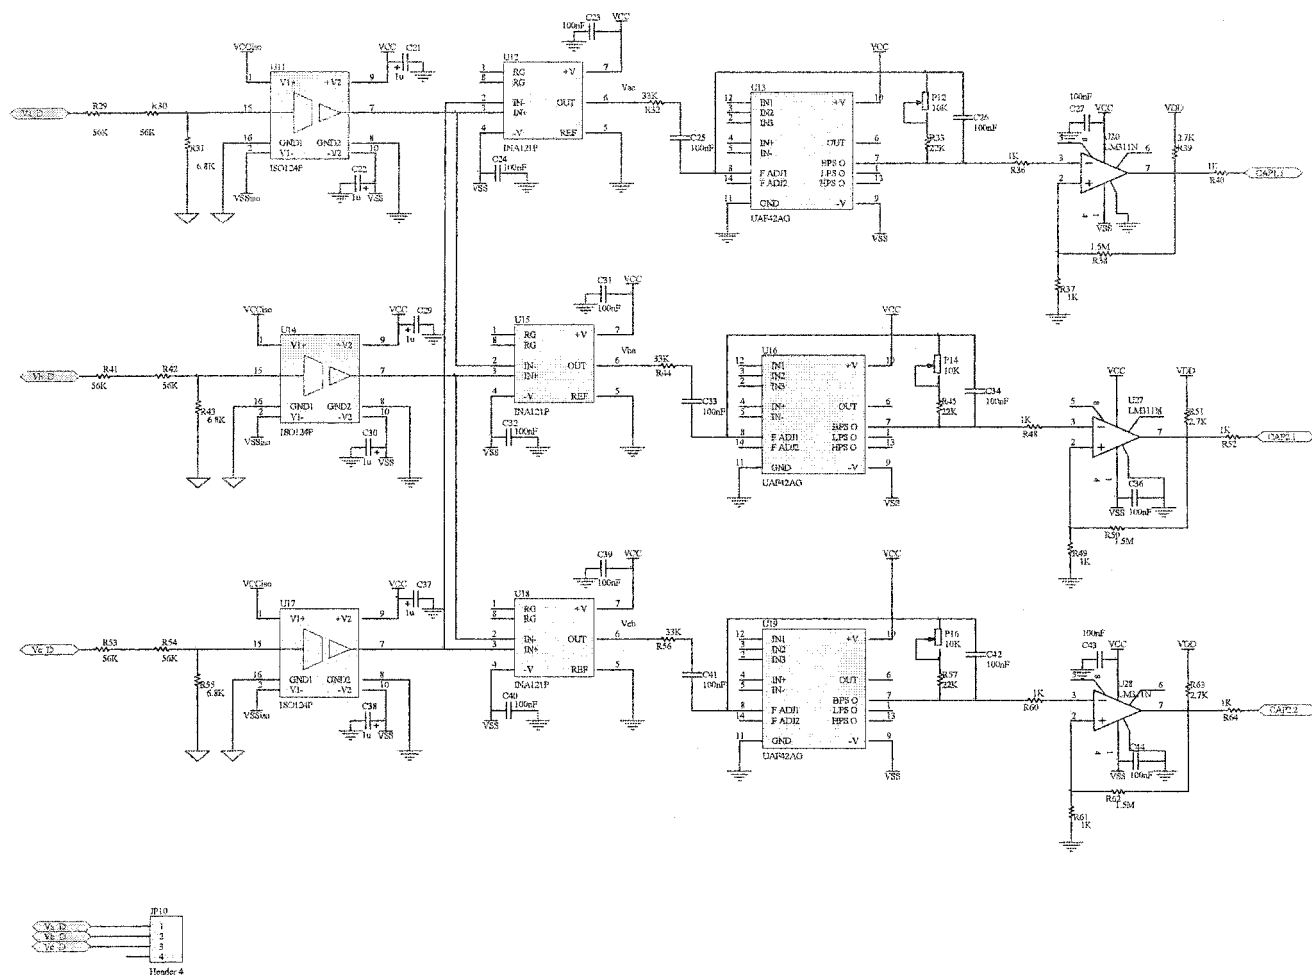 C23
100nF
VCC
VCCiso
VCC
C21
1u
U11
U12
V1+
+V2
1
9
15
7
16
2
GND1
V1-
GND2
-V2
8
10
ISO124P
R29
56K
R30
56K
R31
6.8K
VSSiso
C22
1u
VSS
RG
RG
IN-
IN+
-V
+V
OUT
REF
INA121P
C24
100nF
VSS
Vac
33K
R32
C25
100nF
U13
VCC
IN1
IN2
IN3
IN+
IN-
F ADJ1
F ADJ2
GND
+V
OUT
BPS O
LPS O
HPS O
-V
UAF42AG
VSS
P12
10K
R33
22K
C26
100nF
1K
R36
100nF
C27
VCC
U20
LM311N
VDD
2.7K
R39
1K
R40
CAP1.1
VSS
1.5M
R38
R37
1K
VCCiso
VCC
C29
1u
U14
V1+
+V2
GND1
V1-
GND2
-V2
ISO124P
Vb_D
R41
56K
R42
56K
R43
6.8K
VSSiso
C30
1u
VSS
C31
100nF
VCC
U15
RG
RG
IN-
IN+
-V
+V
OUT
REF
INA121P
C32
100nF
VSS
Vba
33K
R44
C33
100nF
U16
VCC
IN1
IN2
IN3
IN+
IN-
F ADJ1
F ADJ2
GND
+V
OUT
BPS O
LPS O
HPS O
-V
UAF42AG
VSS
P14
10K
R45
22K
C34
100nF
1K
R48
VCC
U27
LM311N
VDD
R51
2.7K
1K
R52
CAP2.1
C36
100nF
VSS
R50
1.5M
R49
1K
VCCiso
VCC
C37
1u
U17
V1+
+V2
GND1
V1-
GND2
-V2
ISO124P
Vc_D
R53
56K
R54
56K
R55
6.8K
VSSiso
C38
1u
VSS
C39
100nF
VCC
U18
RG
RG
IN-
IN+
-V
+V
OUT
REF
INA121P
C40
100nF
VSS
Vcb
33K
R56
C41
100nF
U19
VCC
IN1
IN2
IN3
IN+
IN-
F ADJ1
F ADJ2
GND
+V
OUT
BPS O
LPS O
HPS O
-V
UAF42AG
VSS
P16
10K
R57
22K
C42
100nF
1K
R60
100nF
C43
VCC
U28
LM311N
VDD
R63
2.7K
1K
R64
CAP2.2
C44
100nF
VSS
R62
1.5M
R61
1K
JP10
Va_D
1
Vb_D
2
Vc_D
3
4
Header 4